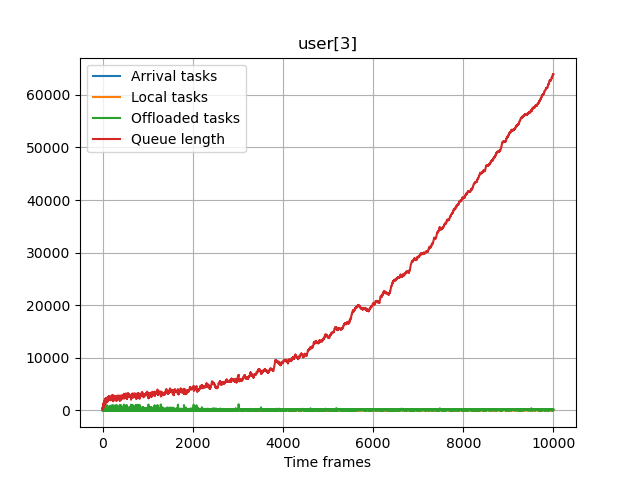 user[3]
Arrival tasks
Local tasks
Offloaded tasks
Queue length
60000
50000
40000
30000
20000
10000
0
0 2000 4000 6000 8000 10000
Time frames